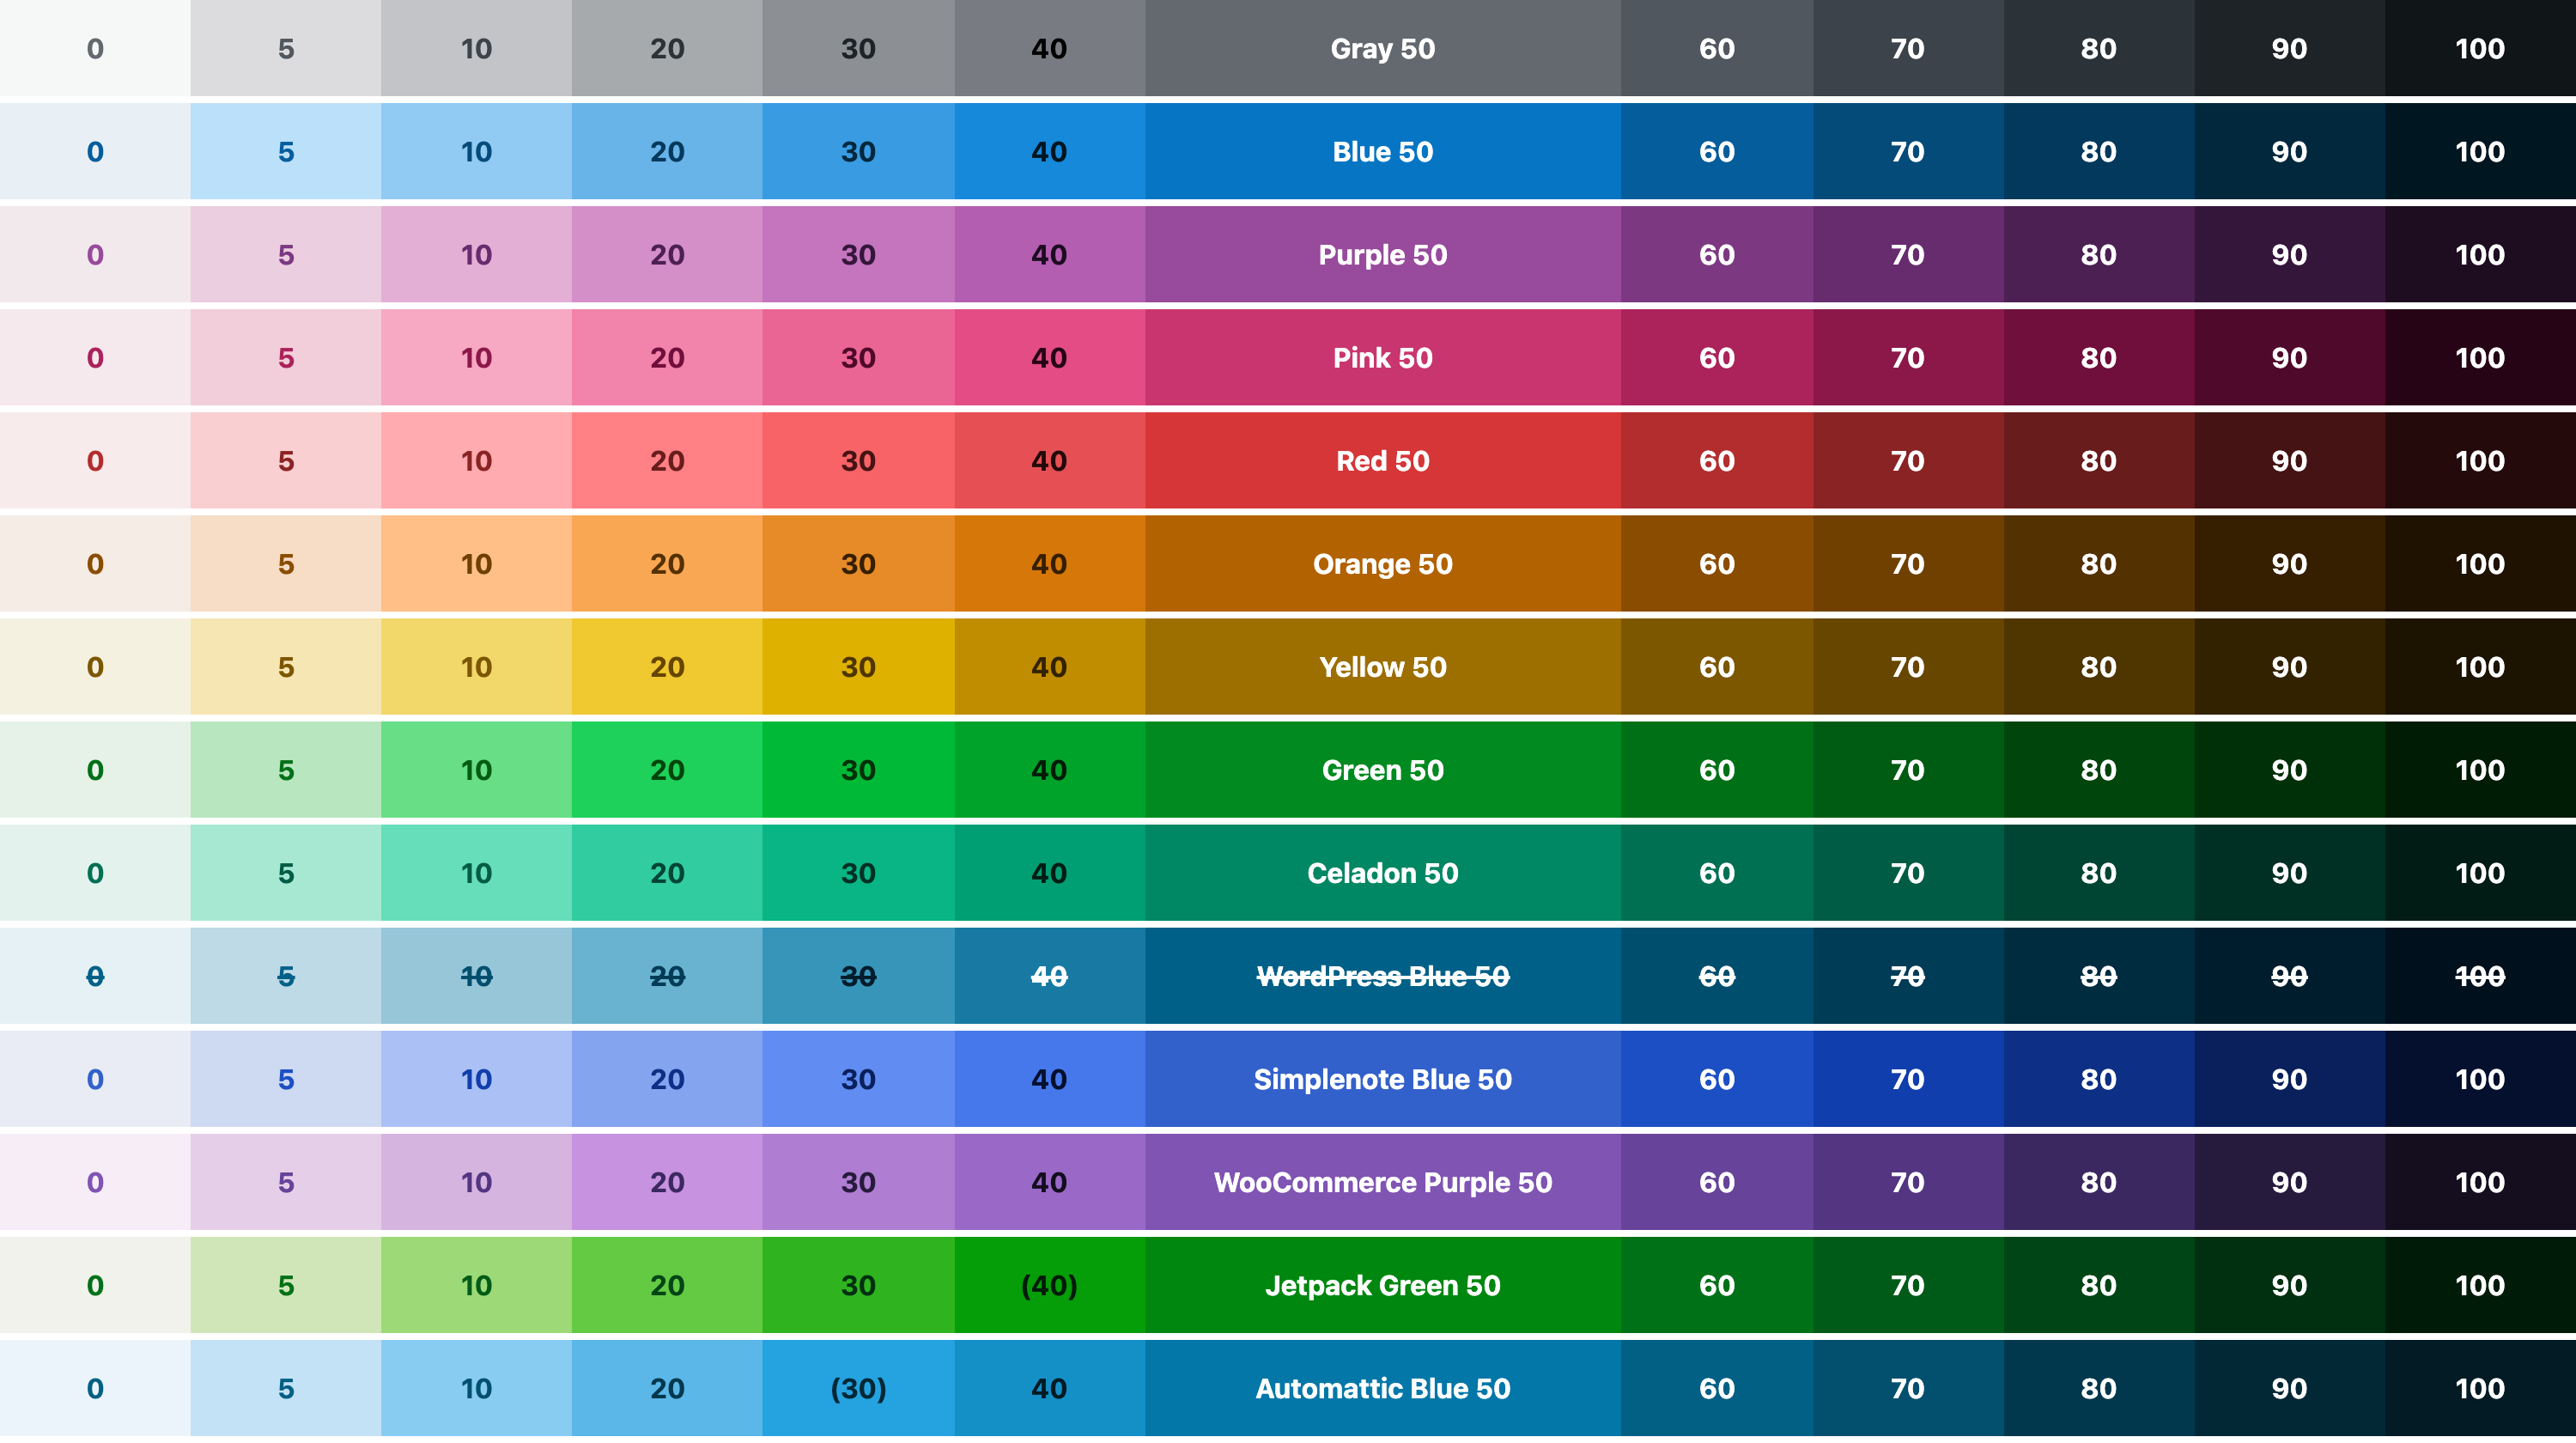 0 5 10 20 30 40 Gray 50 60 70 80 90 100
0 5 10 20 30 40 Blue 50 60 70 80 90 100
0 5 10 20 30 40 Purple 50 60 70 80 90 100
0 5 10 20 30 40 Pink 50 60 70 80 90 100
0 5 10 20 30 40 Red 50 60 70 80 90 100
0 5 10 20 30 40 Orange 50 60 70 80 90 100
0 5 10 20 30 40 Yellow 50 60 70 80 90 100
0 5 10 20 30 40 Green 50 60 70 80 90 100
0 5 10 20 30 40 Celadon 50 60 70 80 90 100
0 5 10 20 30 40 WordPress Blue 50 60 70 80 90 100
0 5 10 20 30 40 Simplenote Blue 50 60 70 80 90 100
0 5 10 20 30 40 WooCommerce Purple 50 60 70 80 90 100
0 5 10 20 30 (40) Jetpack Green 50 60 70 80 90 100
0 5 10 20 (30) 40 Automattic Blue 50 60 70 80 90 100